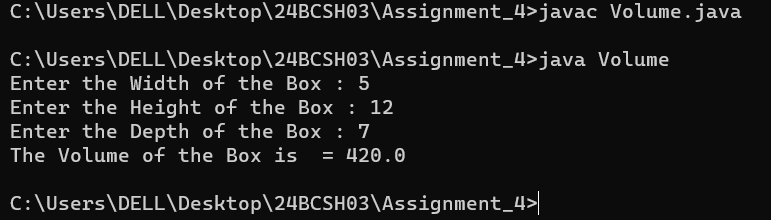 C:\Users\DELL\Desktop\24BCSH03\Assignment_4>javac Volume.java
C:\Users\DELL\Desktop\24BCSH03\Assignment_4>java Volume
Enter the Width of the Box : 5
Enter the Height of the Box : 12
Enter the Depth of the Box : 7
The Volume of the Box is  = 420.0
C:\Users\DELL\Desktop\24BCSH03\Assignment_4>